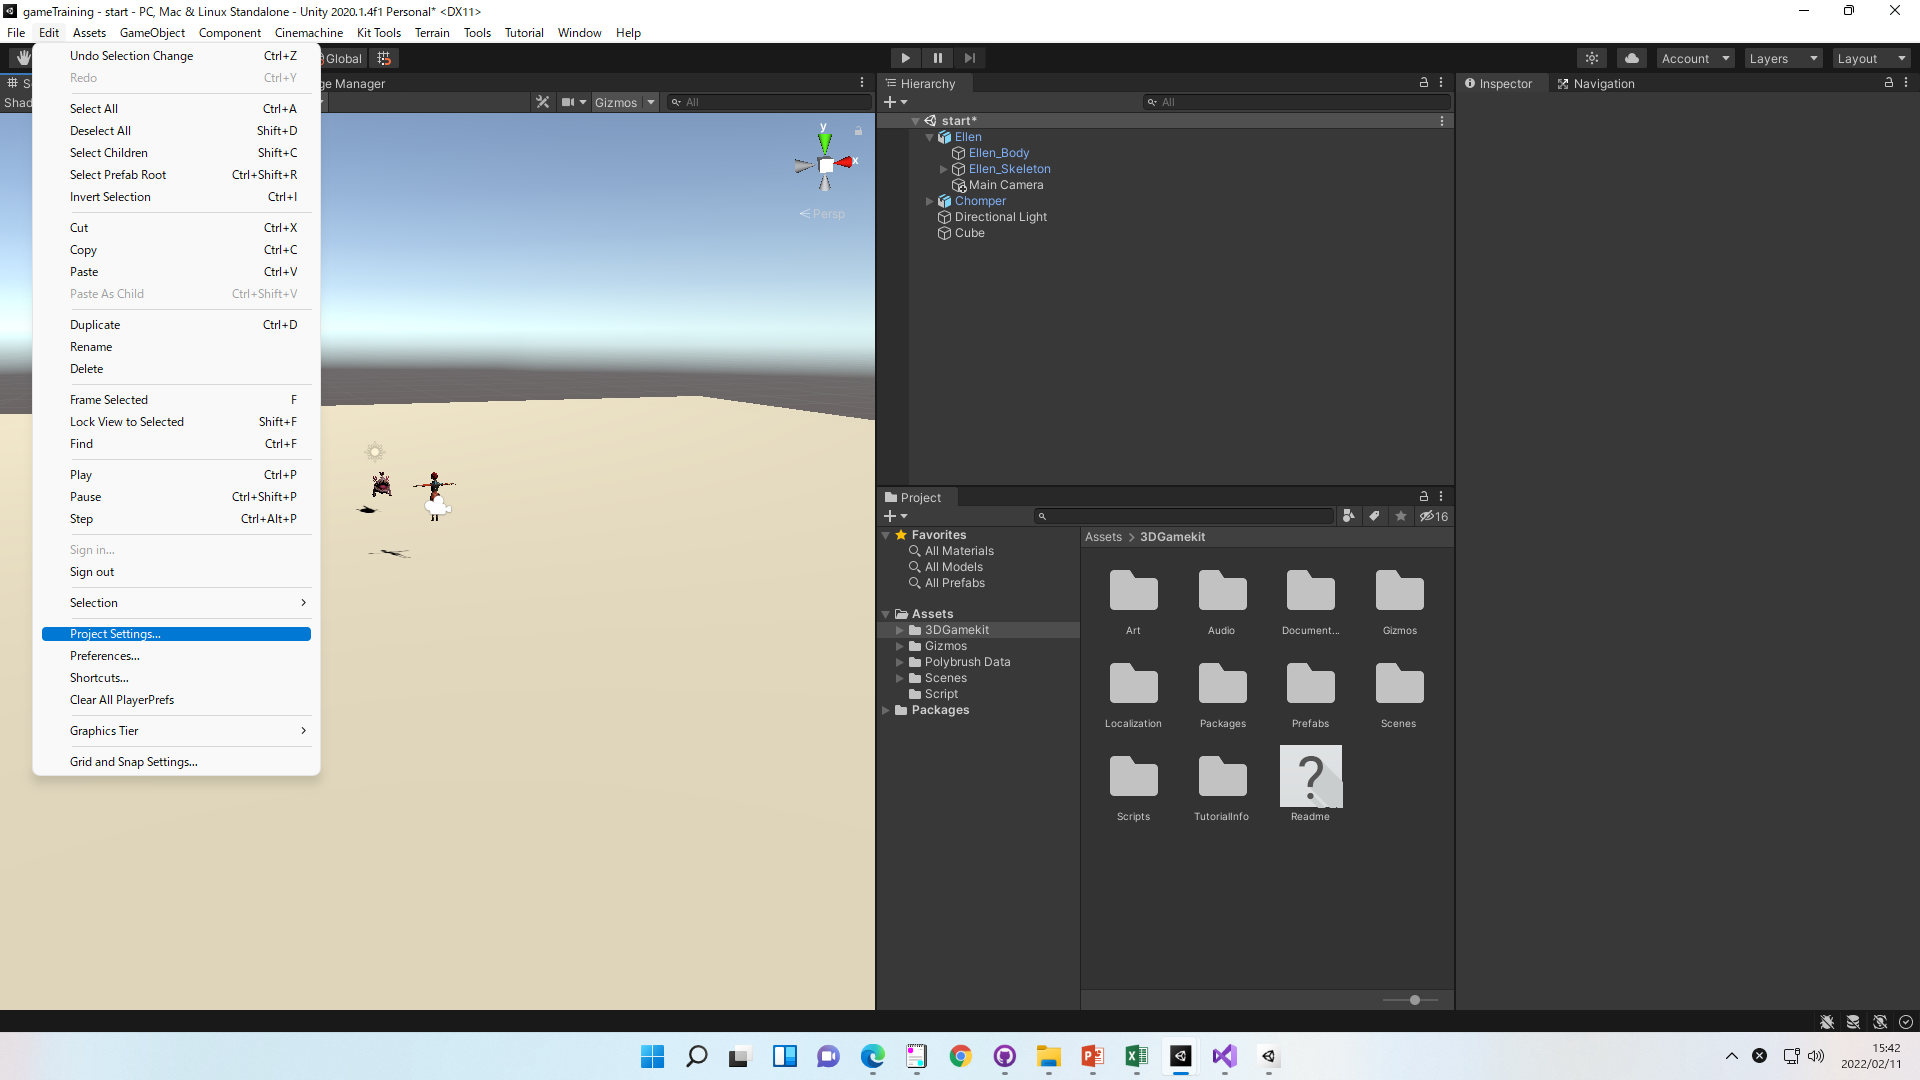 gameTraining - start - PC, Mac & Linux Standalone - Unity 2020.1.4f1 Personal* <DX11>
File Edit Assets GameObject Component Cinemachine Kit Tools Terrain Tools Tutorial Window Help
Global
Account
Layers
Layout
Undo Selection Change Ctrl+Z
Redo Ctrl+Y
Select All Ctrl+A
Deselect All Shift+D
Select Children Shift+C
Select Prefab Root Ctrl+Shift+R
Invert Selection Ctrl+I
Cut Ctrl+X
Copy Ctrl+C
Paste Ctrl+V
Paste As Child Ctrl+Shift+V
Duplicate Ctrl+D
Rename
Delete
Frame Selected F
Lock View to Selected Shift+F
Find Ctrl+F
Play Ctrl+P
Pause Ctrl+Shift+P
Step Ctrl+Alt+P
Sign in...
Sign out
Selection
Project Settings...
Preferences...
Shortcuts...
Clear All PlayerPrefs
Graphics Tier
Grid and Snap Settings...
ge Manager
Shad
Gizmos
All
y
x
Persp
Hierarchy
All
start*
Ellen
Ellen_Body
Ellen_Skeleton
Main Camera
Chomper
Directional Light
Cube
Project
16
Favorites
All Materials
All Models
All Prefabs
Assets
3DGamekit
Gizmos
Polybrush Data
Scenes
Script
Packages
Assets > 3DGamekit
Art Audio Document... Gizmos
Localization Packages Prefabs Scenes
Scripts TutorialInfo Readme
Inspector
Navigation
15:42
2022/02/11